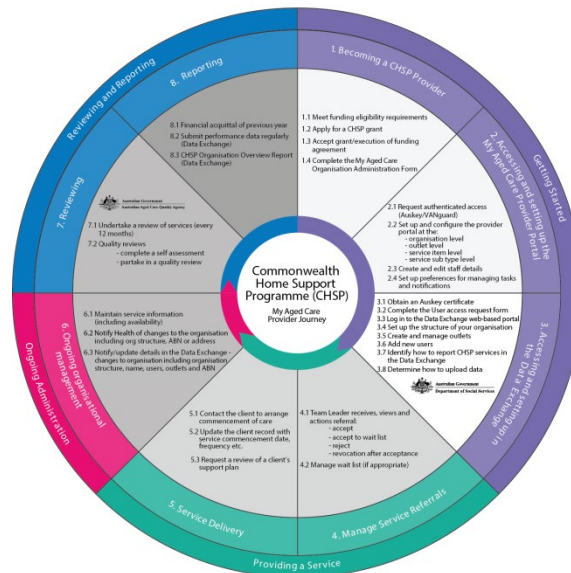 Commonwealth
Home Support
Programme (CHSP)
My Aged Care
Provider Journey
Getting Started
1. Becoming a CHSP Provider
1.1 Meet funding eligibility requirements
1.2 Apply for a CHSP grant
1.3 Accept grant/execution of funding
agreement
1.4 Complete the My Aged Care
Organisation Administration Form
2. Accessing and setting up the
My Aged Care Provider Portal
2.1 Request authenticated access
(Auskey/VANguard)
2.2 Set up and configure the provider
portal at the:
- organisation level
- outlet level
- service item level
- service sub type level
2.3 Create and edit staff details
2.4 Set up preferences for managing tasks
and notifications
3. Accessing and setting up in
the Data Exchange
3.1 Obtain an Auskey certificate
3.2 Complete the User access request form
3.3 Log in to the Data Exchange web-based portal
3.4 Set up the structure of your organisation
3.5 Create and manage outlets
3.6 Add new users
3.7 Identify how to report CHSP services in
the Data Exchange
3.8 Determine how to upload data
Australian Government
Department of Social Services
Providing a Service
4. Manage Service Referrals
4.1 Team Leader receives, views and
actions referral:
- accept
- accept to wait list
- reject
- revocation after acceptance
4.2 Manage wait list (if appropriate)
5. Service Delivery
5.1 Contact the client to arrange
commencement of care
5.2 Update the client record with
service commencement date,
frequency etc.
5.3 Request a review of a client's
support plan
Ongoing Administration
6. Ongoing organisational
management
6.1 Maintain service information
(including availability)
6.2 Notify Health of changes to the organisation
including org structure, ABN or address
6.3 Notify/update details in the Data Exchange -
changes to organisation including organisation
structure, name, users, outlets and ABN
Reviewing and Reporting
7. Reviewing
Australian Government
Australian Aged Care Quality Agency
7.1 Undertake a review of services (every
12 months)
7.2 Quality reviews
- complete a self assessment
- partake in a quality review
8. Reporting
8.1 Financial acquittal of previous year
8.2 Submit performance data regularly
(Data Exchange)
8.3 CHSP Organisation Overview Report
(Data Exchange)